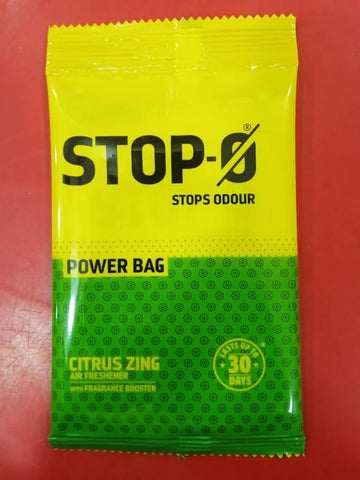 STOP-Ø®
STOPS ODOUR
POWER BAG
CITRUS ZING
AIR FRESHENER
WITH FRAGRANCE BOOSTER
LASTS UP TO
30
DAYS*